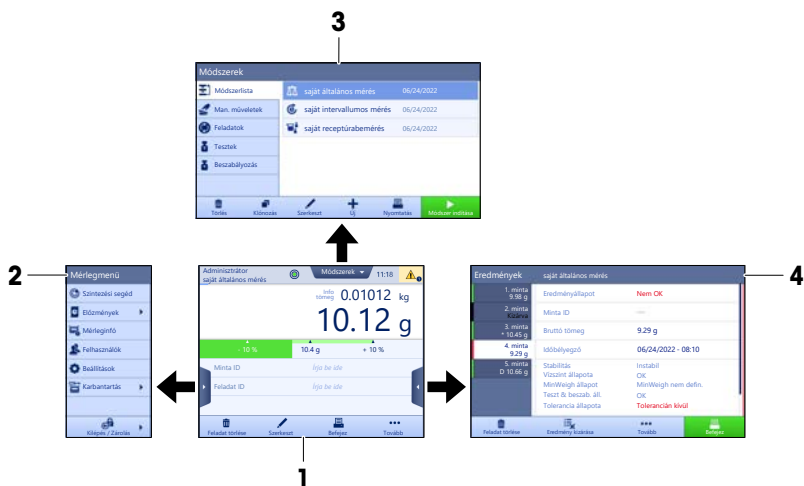 3
Módszerek
Módszerlista
Man. műveletek
Feladatok
Tesztek
Beszabályozás
saját általános mérés 06/24/2022
saját intervallumos mérés 06/24/2022
saját receptúrabemérés 06/24/2022
Törlés Klónozás Szerkeszt Új Nyomtatás Módszer indítása
2
Mérlegmenü
Szintezési segéd
Előzmények
Mérleginfó
Felhasználók
Beállítások
Karbantartás
Kilépés / Zárolás
Adminisztrátor
saját általános mérés
Módszerek 11:18
Info
tömeg 0.01012 kg
10.12 g
- 10 % 10.4 g + 10 %
Minta ID Írjo be ide
Feladat ID Írjo be ide
Feladat törlése Szerkeszt Befejez Tovább
1
4
Eredmények saját általános mérés
1. minta
9.98 g
2. minta
Kizárva
3. minta
+ 10.45 g
4. minta
9.29 g
5. minta
D 10.66 g
Eredményállapot Nem OK
Minta ID ---
Bruttó tömeg 9.29 g
Időbélyegző 06/24/2022 - 08:10
Stabilitás Instabil
Vízszint állapota OK
MinWeigh állapot MinWeigh nem defin.
Teszt & beszab. áll. OK
Tolerancia állapota Tolerancián kívül
Feladat törlése Eredmény kizárása Tovább Befejez